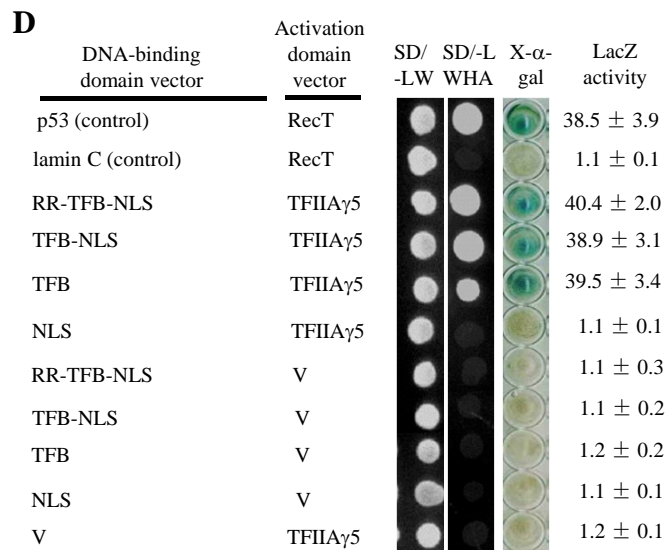 D
DNA-binding domain vector
Activation domain vector
SD/-LW
SD/-LWHA
X-α-gal
LacZ activity
p53 (control) RecT 38.5 ± 3.9
lamin C (control) RecT 1.1 ± 0.1
RR-TFB-NLS TFIIAγ5 40.4 ± 2.0
TFB-NLS TFIIAγ5 38.9 ± 3.1
TFB TFIIAγ5 39.5 ± 3.4
NLS TFIIAγ5 1.1 ± 0.1
RR-TFB-NLS V 1.1 ± 0.3
TFB-NLS V 1.1 ± 0.2
TFB V 1.2 ± 0.2
NLS V 1.1 ± 0.1
V TFIIAγ5 1.2 ± 0.1